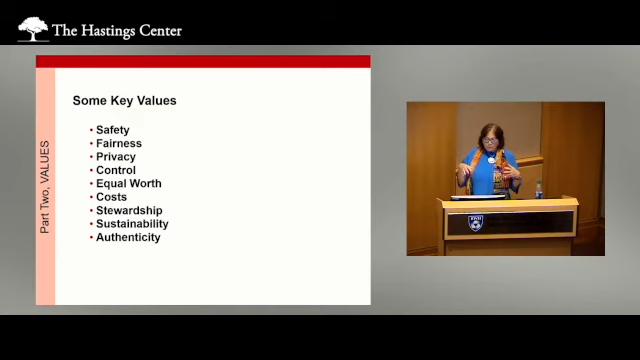 The Hastings Center
Part Two, VALUES
Some Key Values
• Safety
• Fairness
• Privacy
• Control
• Equal Worth
• Costs
• Stewardship
• Sustainability
• Authenticity